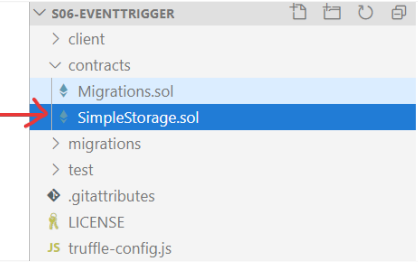 S06-EVENTTRIGGER
client
contracts
Migrations.sol
SimpleStorage.sol
migrations
test
.gitattributes
LICENSE
JS truffle-config.js